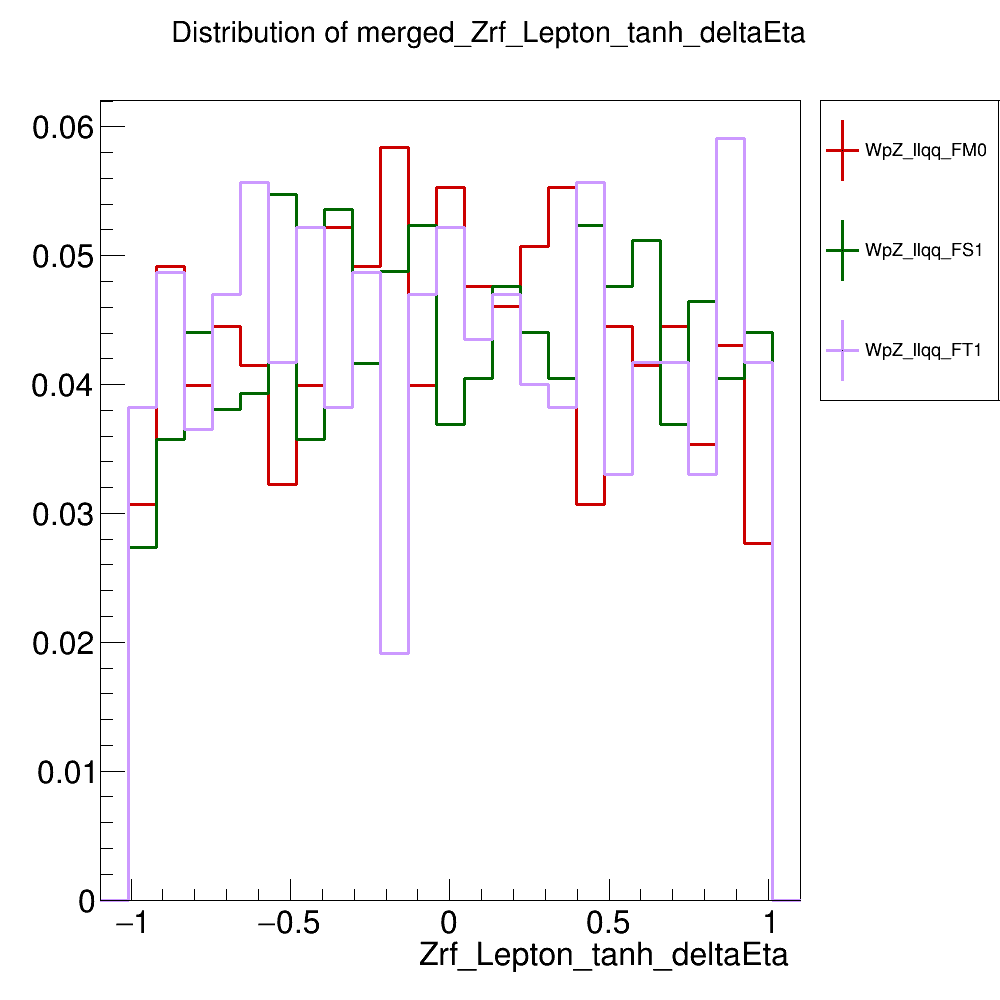 Distribution of merged_Zrf_Lepton_tanh_deltaEta
0.06
0.05
0.04
0.03
0.02
0.01
0
−1
−0.5
0
0.5
1
Zrf_Lepton_tanh_deltaEta
WpZ_llqq_FM0
WpZ_llqq_FS1
WpZ_llqq_FT1